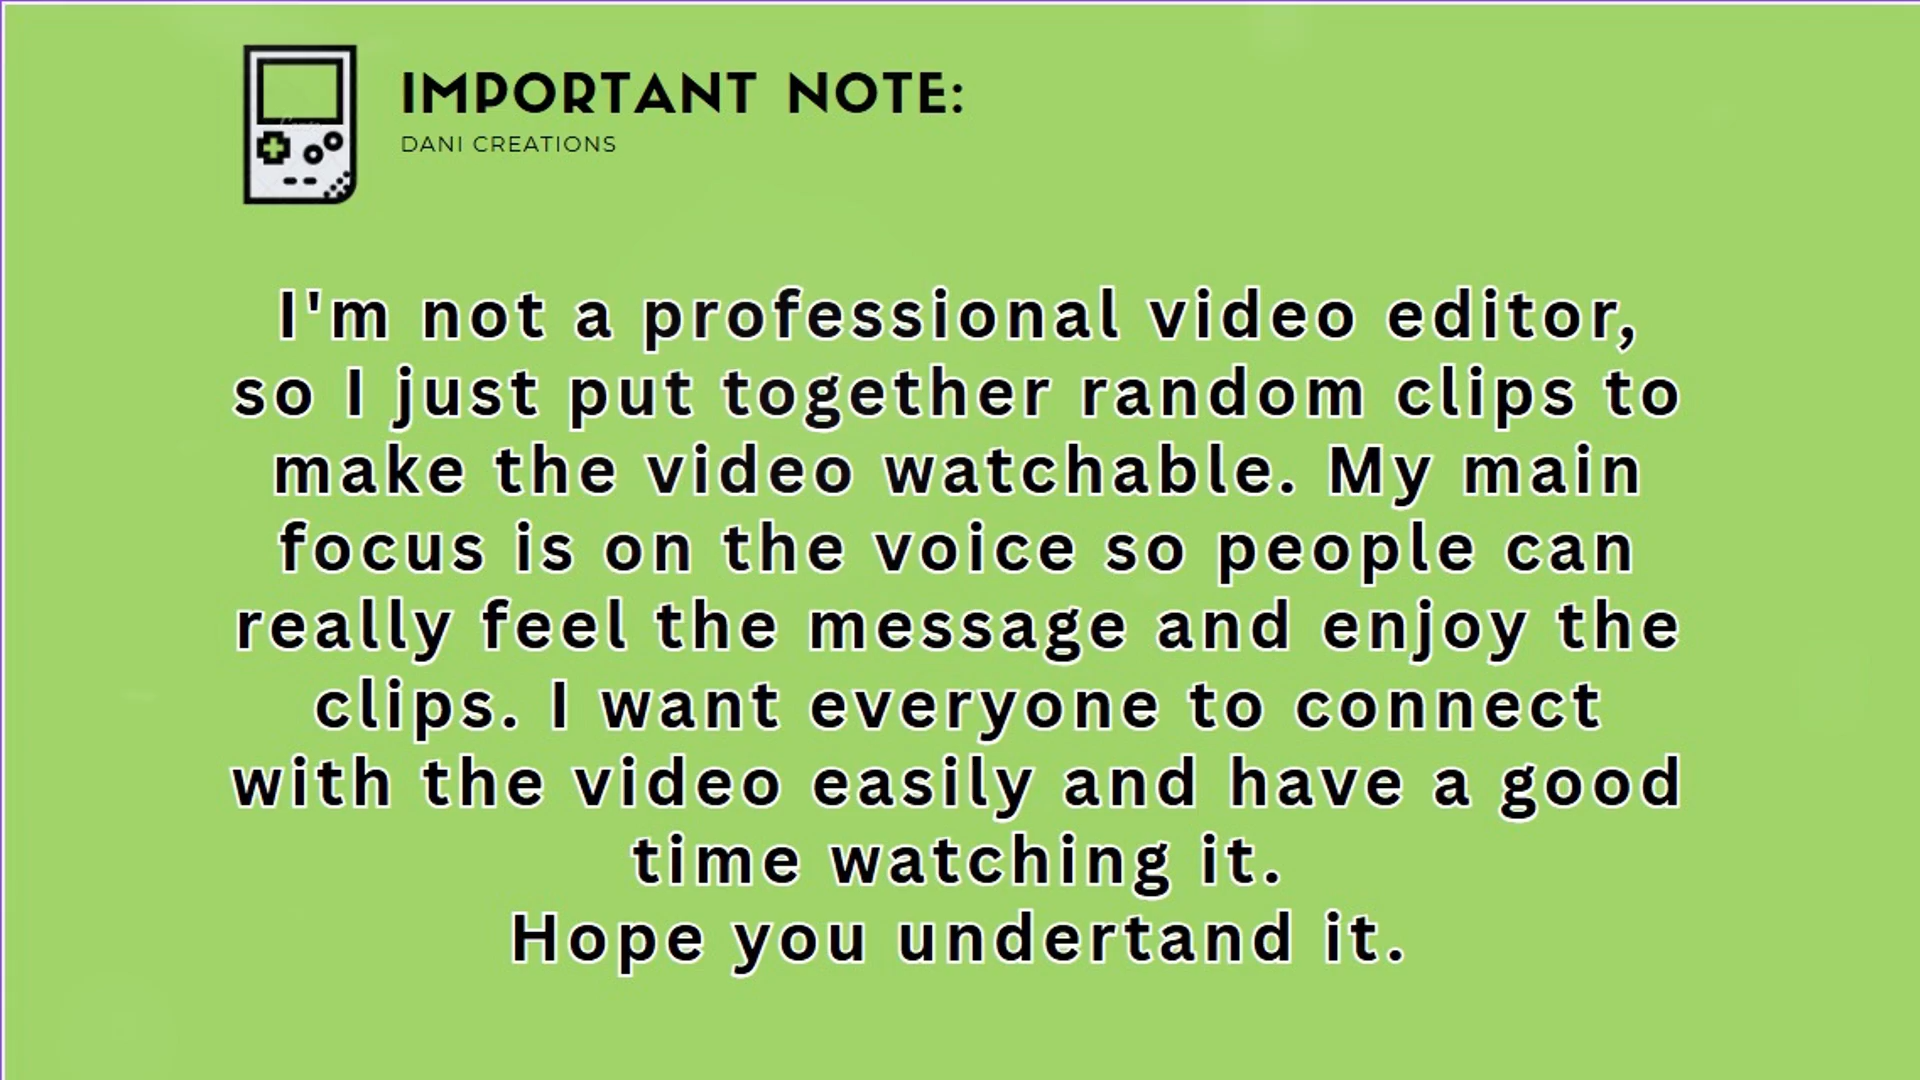 IMPORTANT NOTE:
DANI CREATIONS
I'm not a professional video editor,
so I just put together random clips to
make the video watchable. My main
focus is on the voice so people can
really feel the message and enjoy the
clips. I want everyone to connect
with the video easily and have a good
time watching it.
Hope you undertand it.